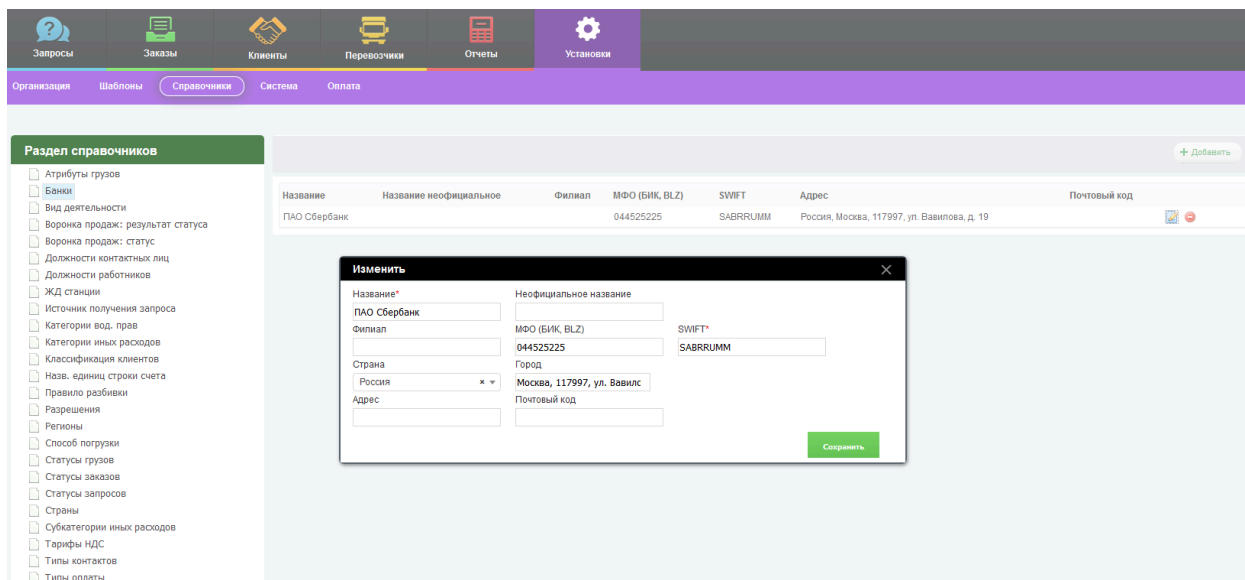 Запросы Заказы Клиенты Перевозчики Отчеты Установки
Организация Шаблоны Справочники Система Оплата
Раздел справочников
+ Добавить
Атрибуты грузов
Банки
Вид деятельности
Воронка продаж: результат статуса
Воронка продаж: статус
Должности контактных лиц
Должности работников
ЖД станции
Источник получения запроса
Категории вод. прав
Категории иных расходов
Классификация клиентов
Назв. единиц строки счета
Правило разбивки
Разрешения
Регионы
Способ погрузки
Статусы грузов
Статусы заказов
Статусы запросов
Страны
Субкатегории иных расходов
Тарифы НДС
Типы контактов
Типы оплаты
Название Название неофициальное Филиал МФО (БИК, BLZ) SWIFT Адрес Почтовый код
ПАО Сбербанк 044525225 SABRRUMM Россия, Москва, 117997, ул. Вавилова, д. 19
Изменить
Название* Неофициальное название
ПАО Сбербанк
Филиал МФО (БИК, BLZ) SWIFT*
044525225 SABRRUMM
Страна Город
Россия Москва, 117997, ул. Вавилс
Адрес Почтовый код
Сохранить